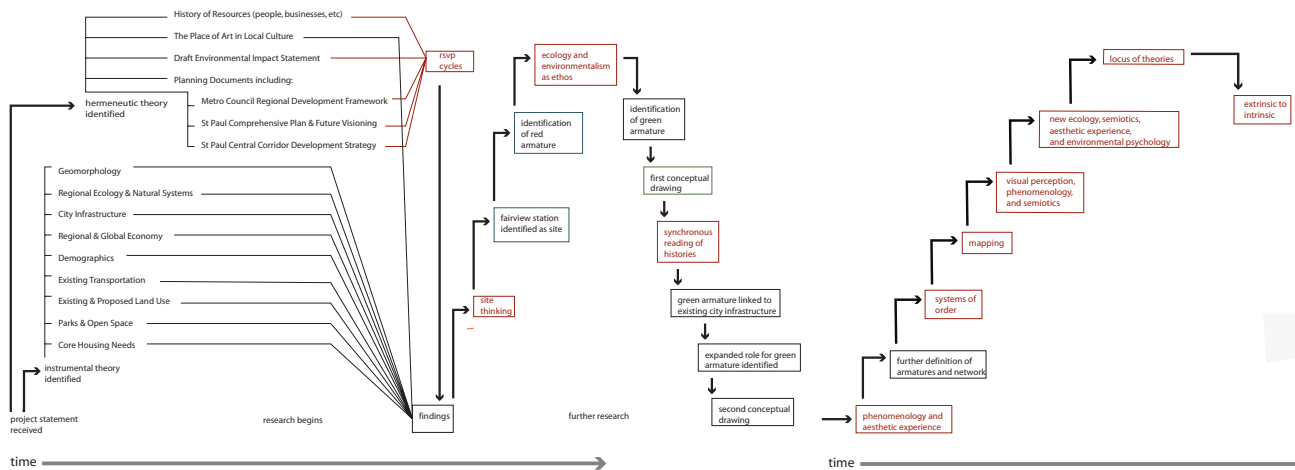 History of Resources (people, businesses, etc)
The Place of Art in Local Culture
Draft Environmental Impact Statement
Planning Documents including:
hermeneutic theory
identified
Metro Council Regional Development Framework
St Paul Comprehensive Plan & Future Visioning
St Paul Central Corridor Development Strategy
Geomorphology
Regional Ecology & Natural Systems
City Infrastructure
Regional & Global Economy
Demographics
Existing Transportation
Existing & Proposed Land Use
Parks & Open Space
Core Housing Needs
instrumental theory
identified
project statement
received
research begins
rsvp
cycles
findings
site
thinking
fairview station
identified as site
identification
of red
armature
ecology and
environmentalism
as ethos
identification
of green
armature
first conceptual
drawing
synchronous
reading of
histories
green armature linked to
existing city infrastructure
expanded role for green
armature identified
second conceptual
drawing
further research
phenomenology and
aesthetic experience
further definition of
armatures and network
systems of
order
mapping
visual perception,
phenomenology,
and semiotics
new ecology, semiotics,
aesthetic experience,
and environmental psychology
locus of theories
extrinsic to
intrinsic
time
time